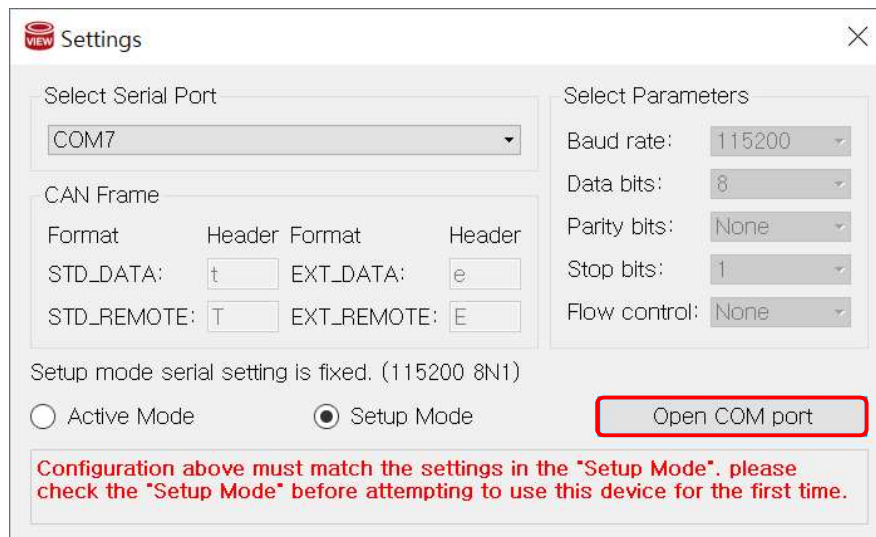 VIEW Settings
Select Serial Port
COM7
CAN Frame
Format Header Format Header
STD_DATA: t EXT_DATA: e
STD_REMOTE: T EXT_REMOTE: E
Select Parameters
Baud rate: 115200
Data bits: 8
Parity bits: None
Stop bits: 1
Flow control: None
Setup mode serial setting is fixed. (115200 8N1)
Active Mode Setup Mode Open COM port
Configuration above must match the settings in the "Setup Mode". please
check the "Setup Mode" before attempting to use this device for the first time.